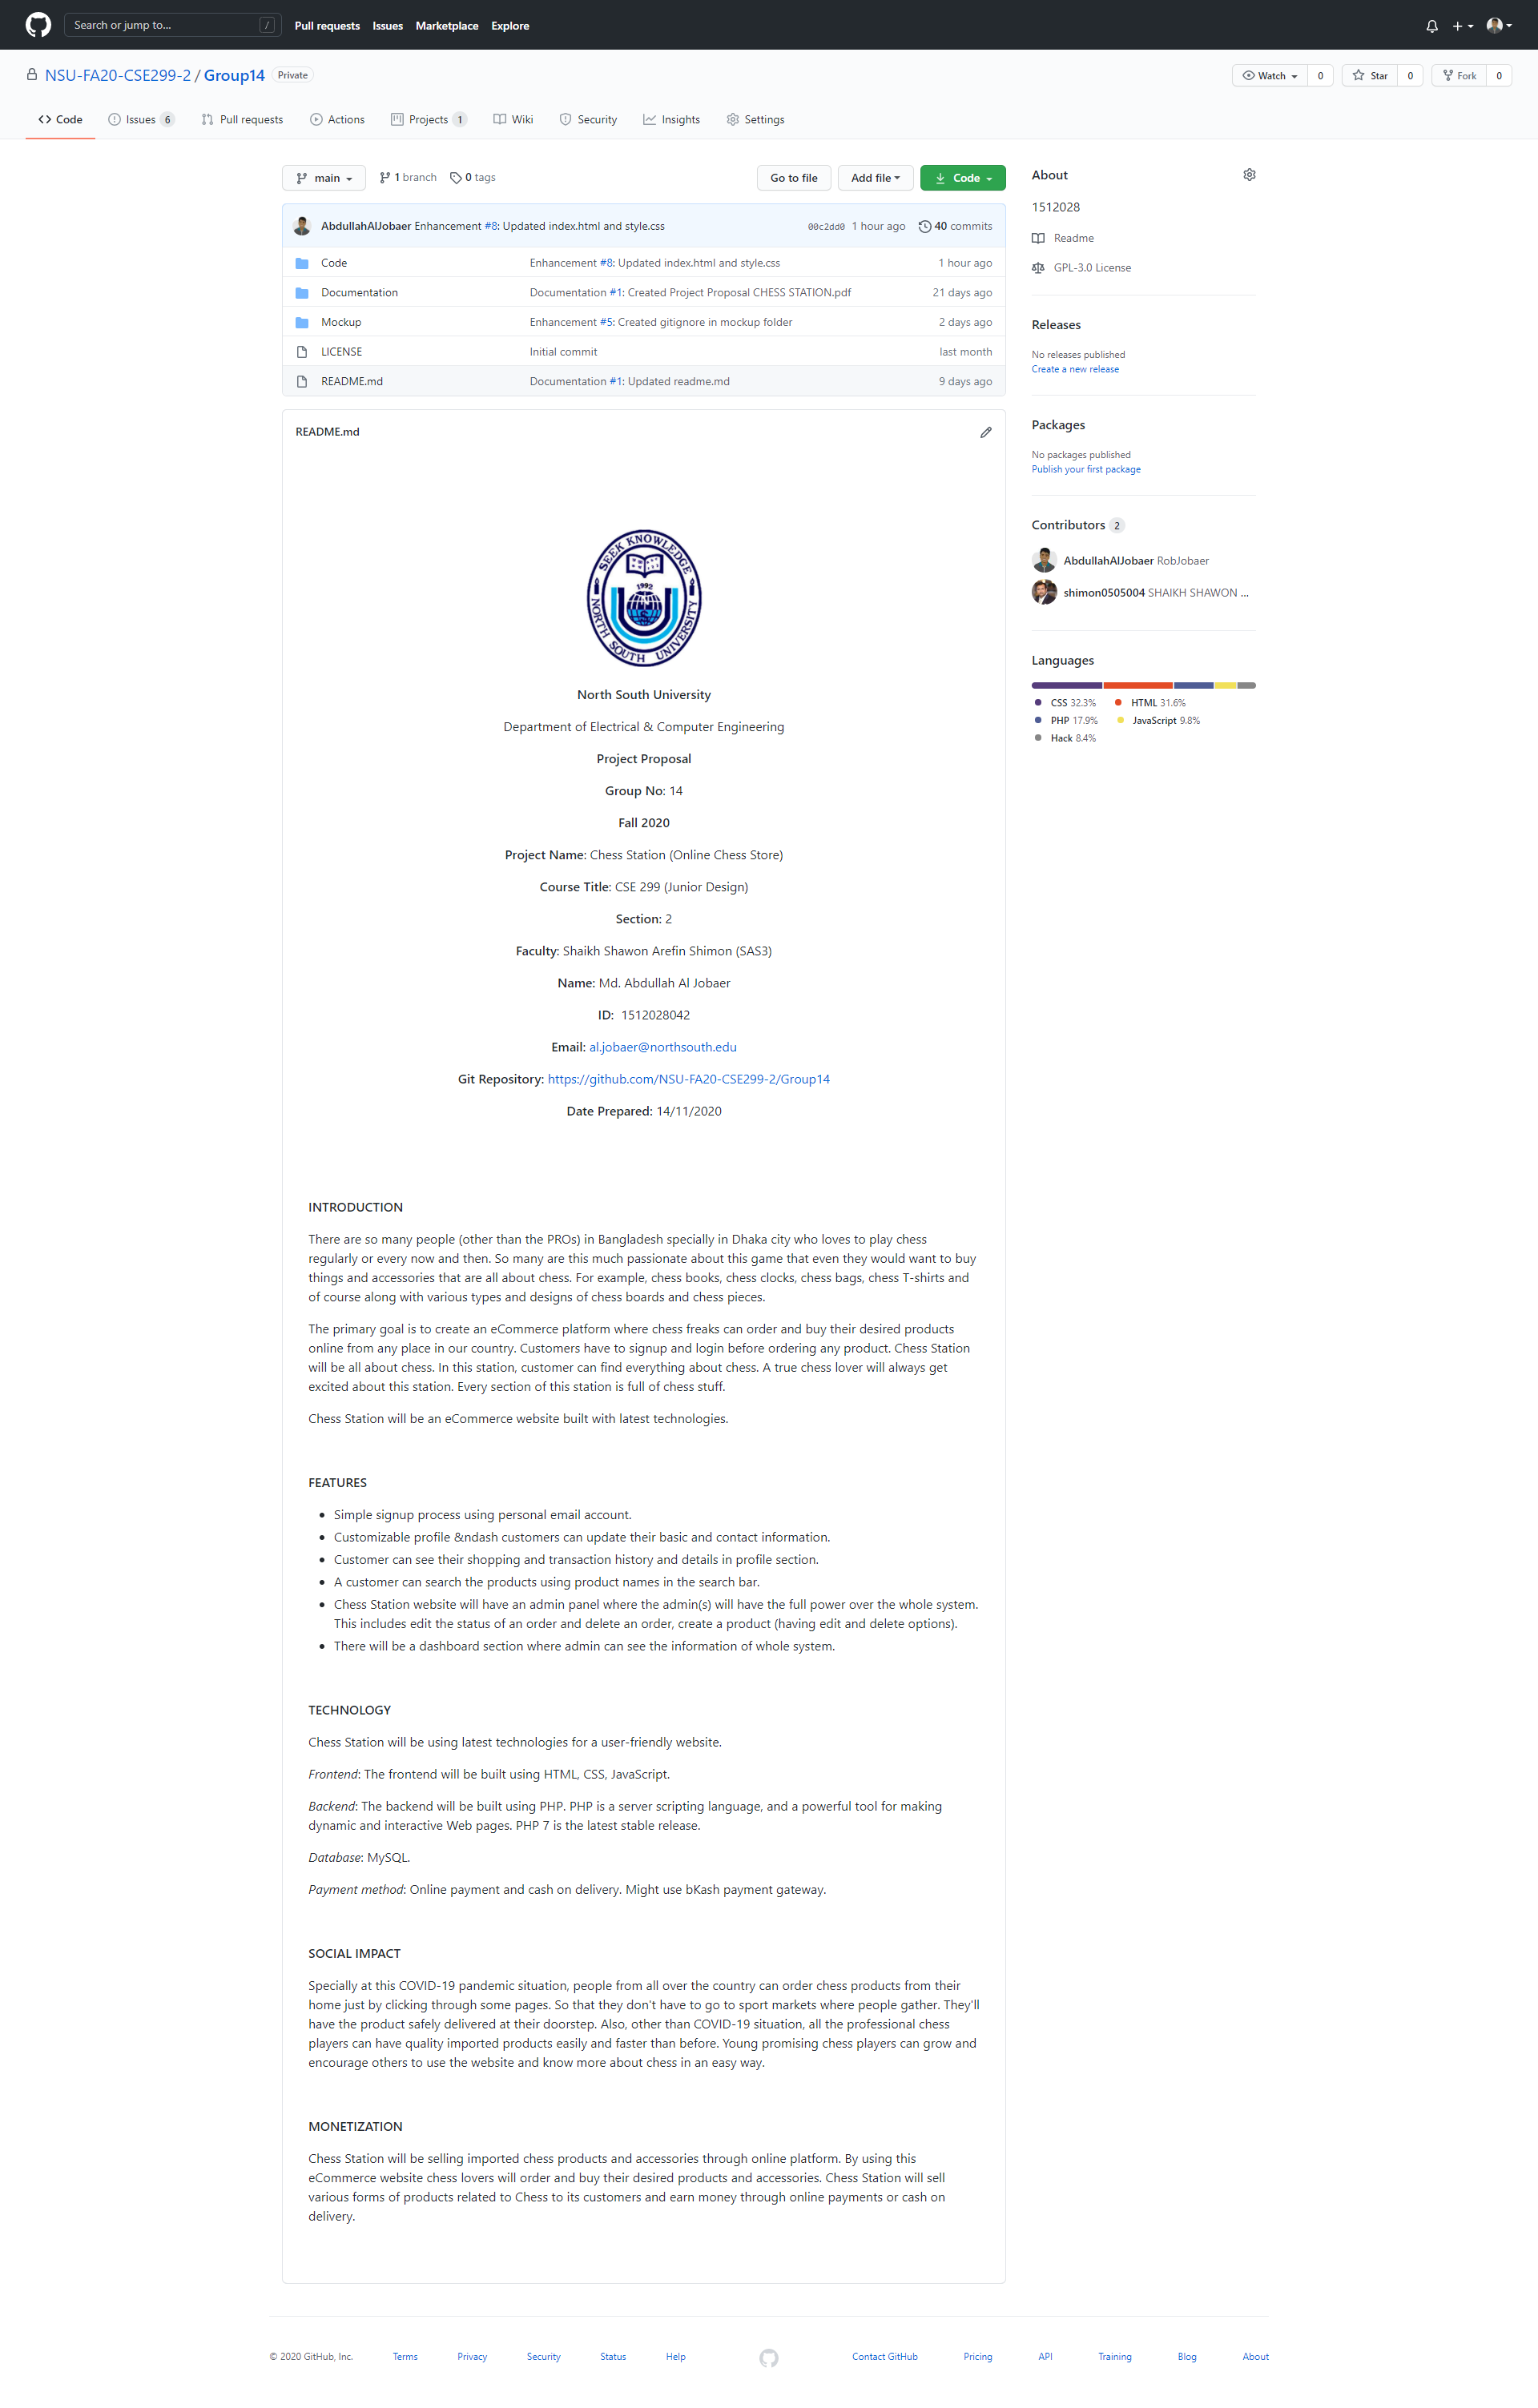 Search or jump to... /
Pull requests Issues Marketplace Explore
NSU-FA20-CSE299-2 / Group14 Private
Watch 0 Star 0 Fork 0
Code Issues 6 Pull requests Actions Projects 1 Wiki Security Insights Settings
main 1 branch 0 tags Go to file Add file Code
AbdullahAlJobaer Enhancement #8: Updated index.html and style.css 00c2dd0 1 hour ago 40 commits
Code Enhancement #8: Updated index.html and style.css 1 hour ago
Documentation Documentation #1: Created Project Proposal CHESS STATION.pdf 21 days ago
Mockup Enhancement #5: Created gitignore in mockup folder 2 days ago
LICENSE Initial commit last month
README.md Documentation #1: Updated readme.md 9 days ago
README.md
SEEK KNOWLEDGE
1992
NORTH SOUTH UNIVERSITY
North South University
Department of Electrical & Computer Engineering
Project Proposal
Group No: 14
Fall 2020
Project Name: Chess Station (Online Chess Store)
Course Title: CSE 299 (Junior Design)
Section: 2
Faculty: Shaikh Shawon Arefin Shimon (SAS3)
Name: Md. Abdullah Al Jobaer
ID: 1512028042
Email: al.jobaer@northsouth.edu
Git Repository: https://github.com/NSU-FA20-CSE299-2/Group14
Date Prepared: 14/11/2020
INTRODUCTION
There are so many people (other than the PROs) in Bangladesh specially in Dhaka city who loves to play chess
regularly or every now and then. So many are this much passionate about this game that even they would want to buy
things and accessories that are all about chess. For example, chess books, chess clocks, chess bags, chess T-shirts and
of course along with various types and designs of chess boards and chess pieces.
The primary goal is to create an eCommerce platform where chess freaks can order and buy their desired products
online from any place in our country. Customers have to signup and login before ordering any product. Chess Station
will be all about chess. In this station, customer can find everything about chess. A true chess lover will always get
excited about this station. Every section of this station is full of chess stuff.
Chess Station will be an eCommerce website built with latest technologies.
FEATURES
• Simple signup process using personal email account.
• Customizable profile &ndash customers can update their basic and contact information.
• Customer can see their shopping and transaction history and details in profile section.
• A customer can search the products using product names in the search bar.
• Chess Station website will have an admin panel where the admin(s) will have the full power over the whole system.
This includes edit the status of an order and delete an order, create a product (having edit and delete options).
• There will be a dashboard section where admin can see the information of whole system.
TECHNOLOGY
Chess Station will be using latest technologies for a user-friendly website.
Frontend: The frontend will be built using HTML, CSS, JavaScript.
Backend: The backend will be built using PHP. PHP is a server scripting language, and a powerful tool for making
dynamic and interactive Web pages. PHP 7 is the latest stable release.
Database: MySQL.
Payment method: Online payment and cash on delivery. Might use bKash payment gateway.
SOCIAL IMPACT
Specially at this COVID-19 pandemic situation, people from all over the country can order chess products from their
home just by clicking through some pages. So that they don't have to go to sport markets where people gather. They'll
have the product safely delivered at their doorstep. Also, other than COVID-19 situation, all the professional chess
players can have quality imported products easily and faster than before. Young promising chess players can grow and
encourage others to use the website and know more about chess in an easy way.
MONETIZATION
Chess Station will be selling imported chess products and accessories through online platform. By using this
eCommerce website chess lovers will order and buy their desired products and accessories. Chess Station will sell
various forms of products related to Chess to its customers and earn money through online payments or cash on
delivery.
About
1512028
Readme
GPL-3.0 License
Releases
No releases published
Create a new release
Packages
No packages published
Publish your first package
Contributors 2
AbdullahAlJobaer RobJobaer
shimon0505004 SHAIKH SHAWON ...
Languages
CSS 32.3% HTML 31.6%
PHP 17.9% JavaScript 9.8%
Hack 8.4%
© 2020 GitHub, Inc. Terms Privacy Security Status Help Contact GitHub Pricing API Training Blog About